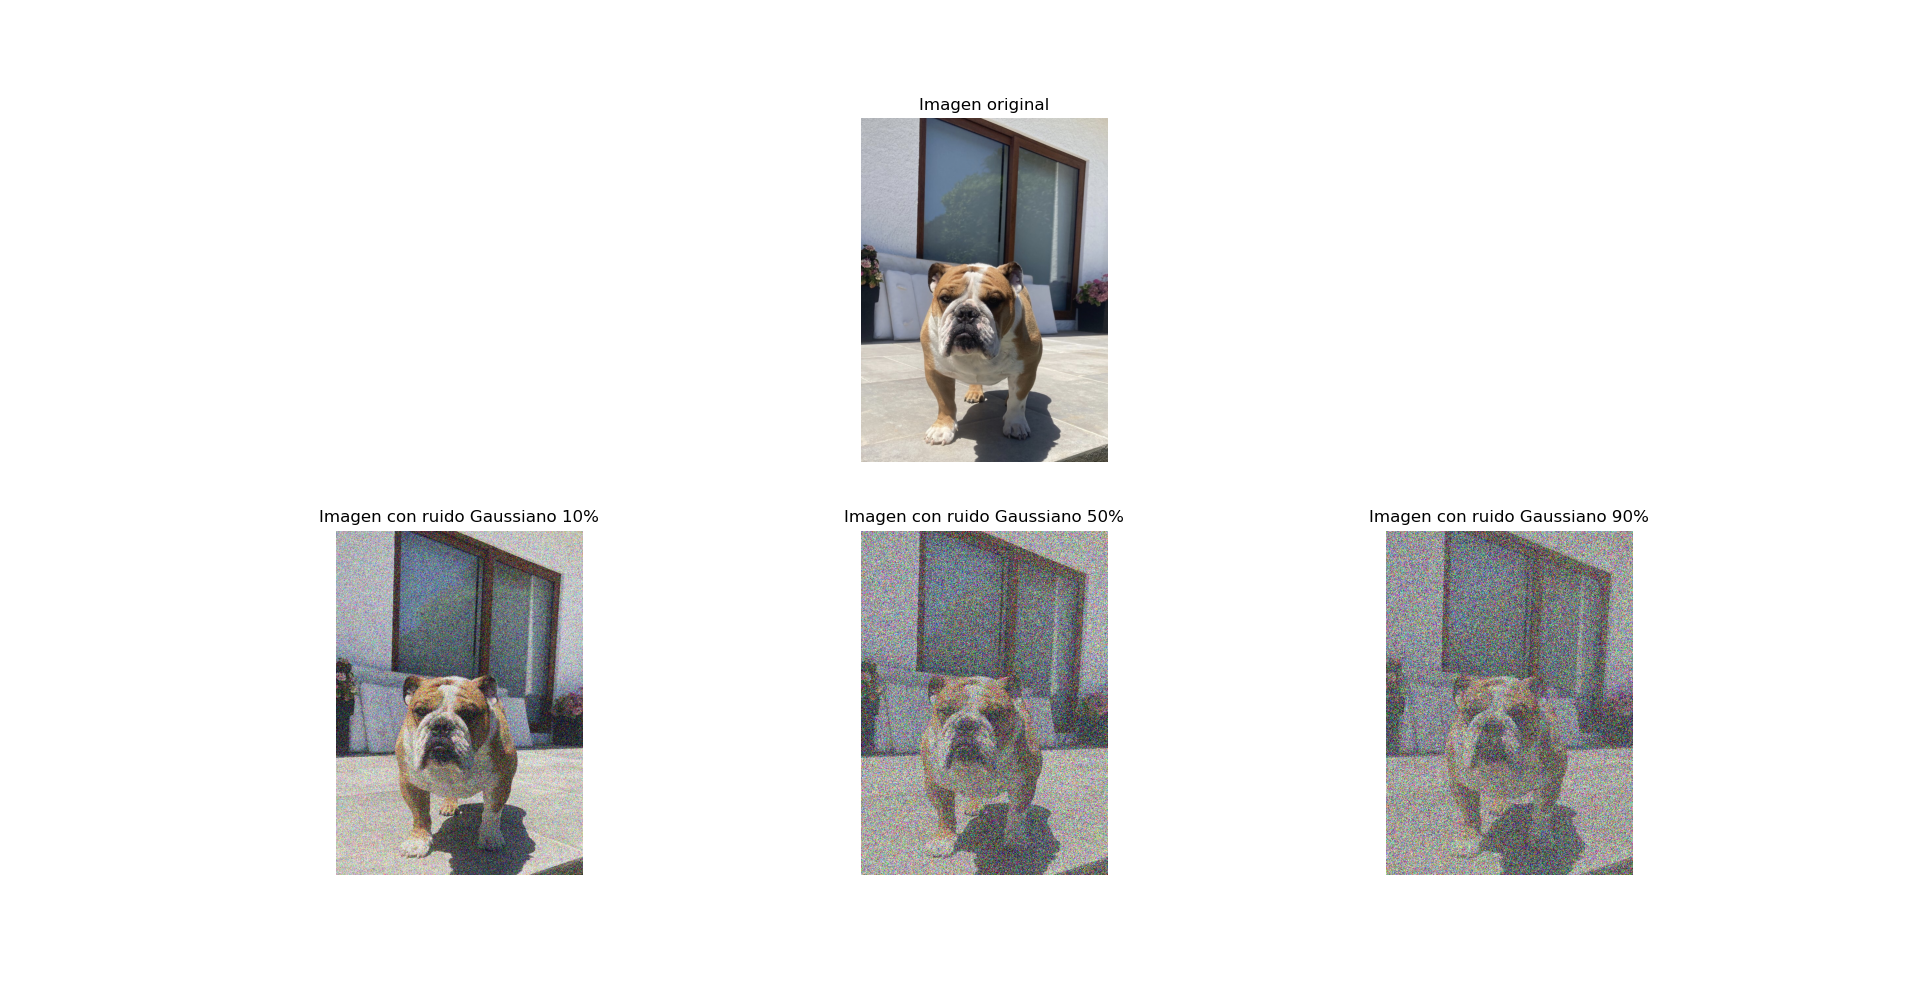 Imagen original
Imagen con ruido Gaussiano 10%
Imagen con ruido Gaussiano 50%
Imagen con ruido Gaussiano 90%